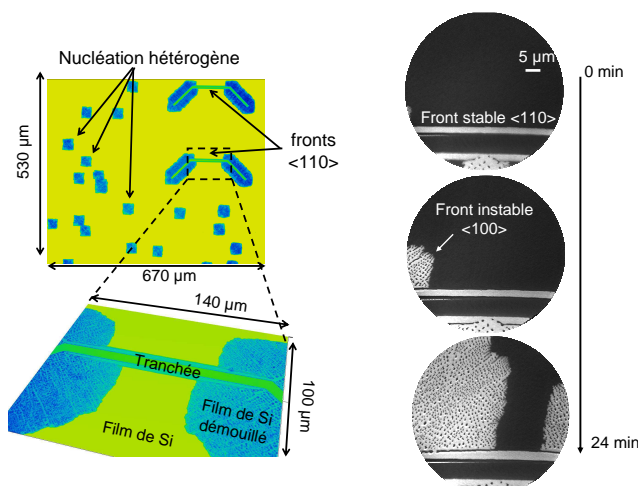 Nucléation hétérogène
530 µm
fronts
<110>
670 µm
140 µm
Tranchée
100 µm
Film de Si
démouillé
Film de Si
5 µm
0 min
Front stable <110>
Front instable
<100>
24 min